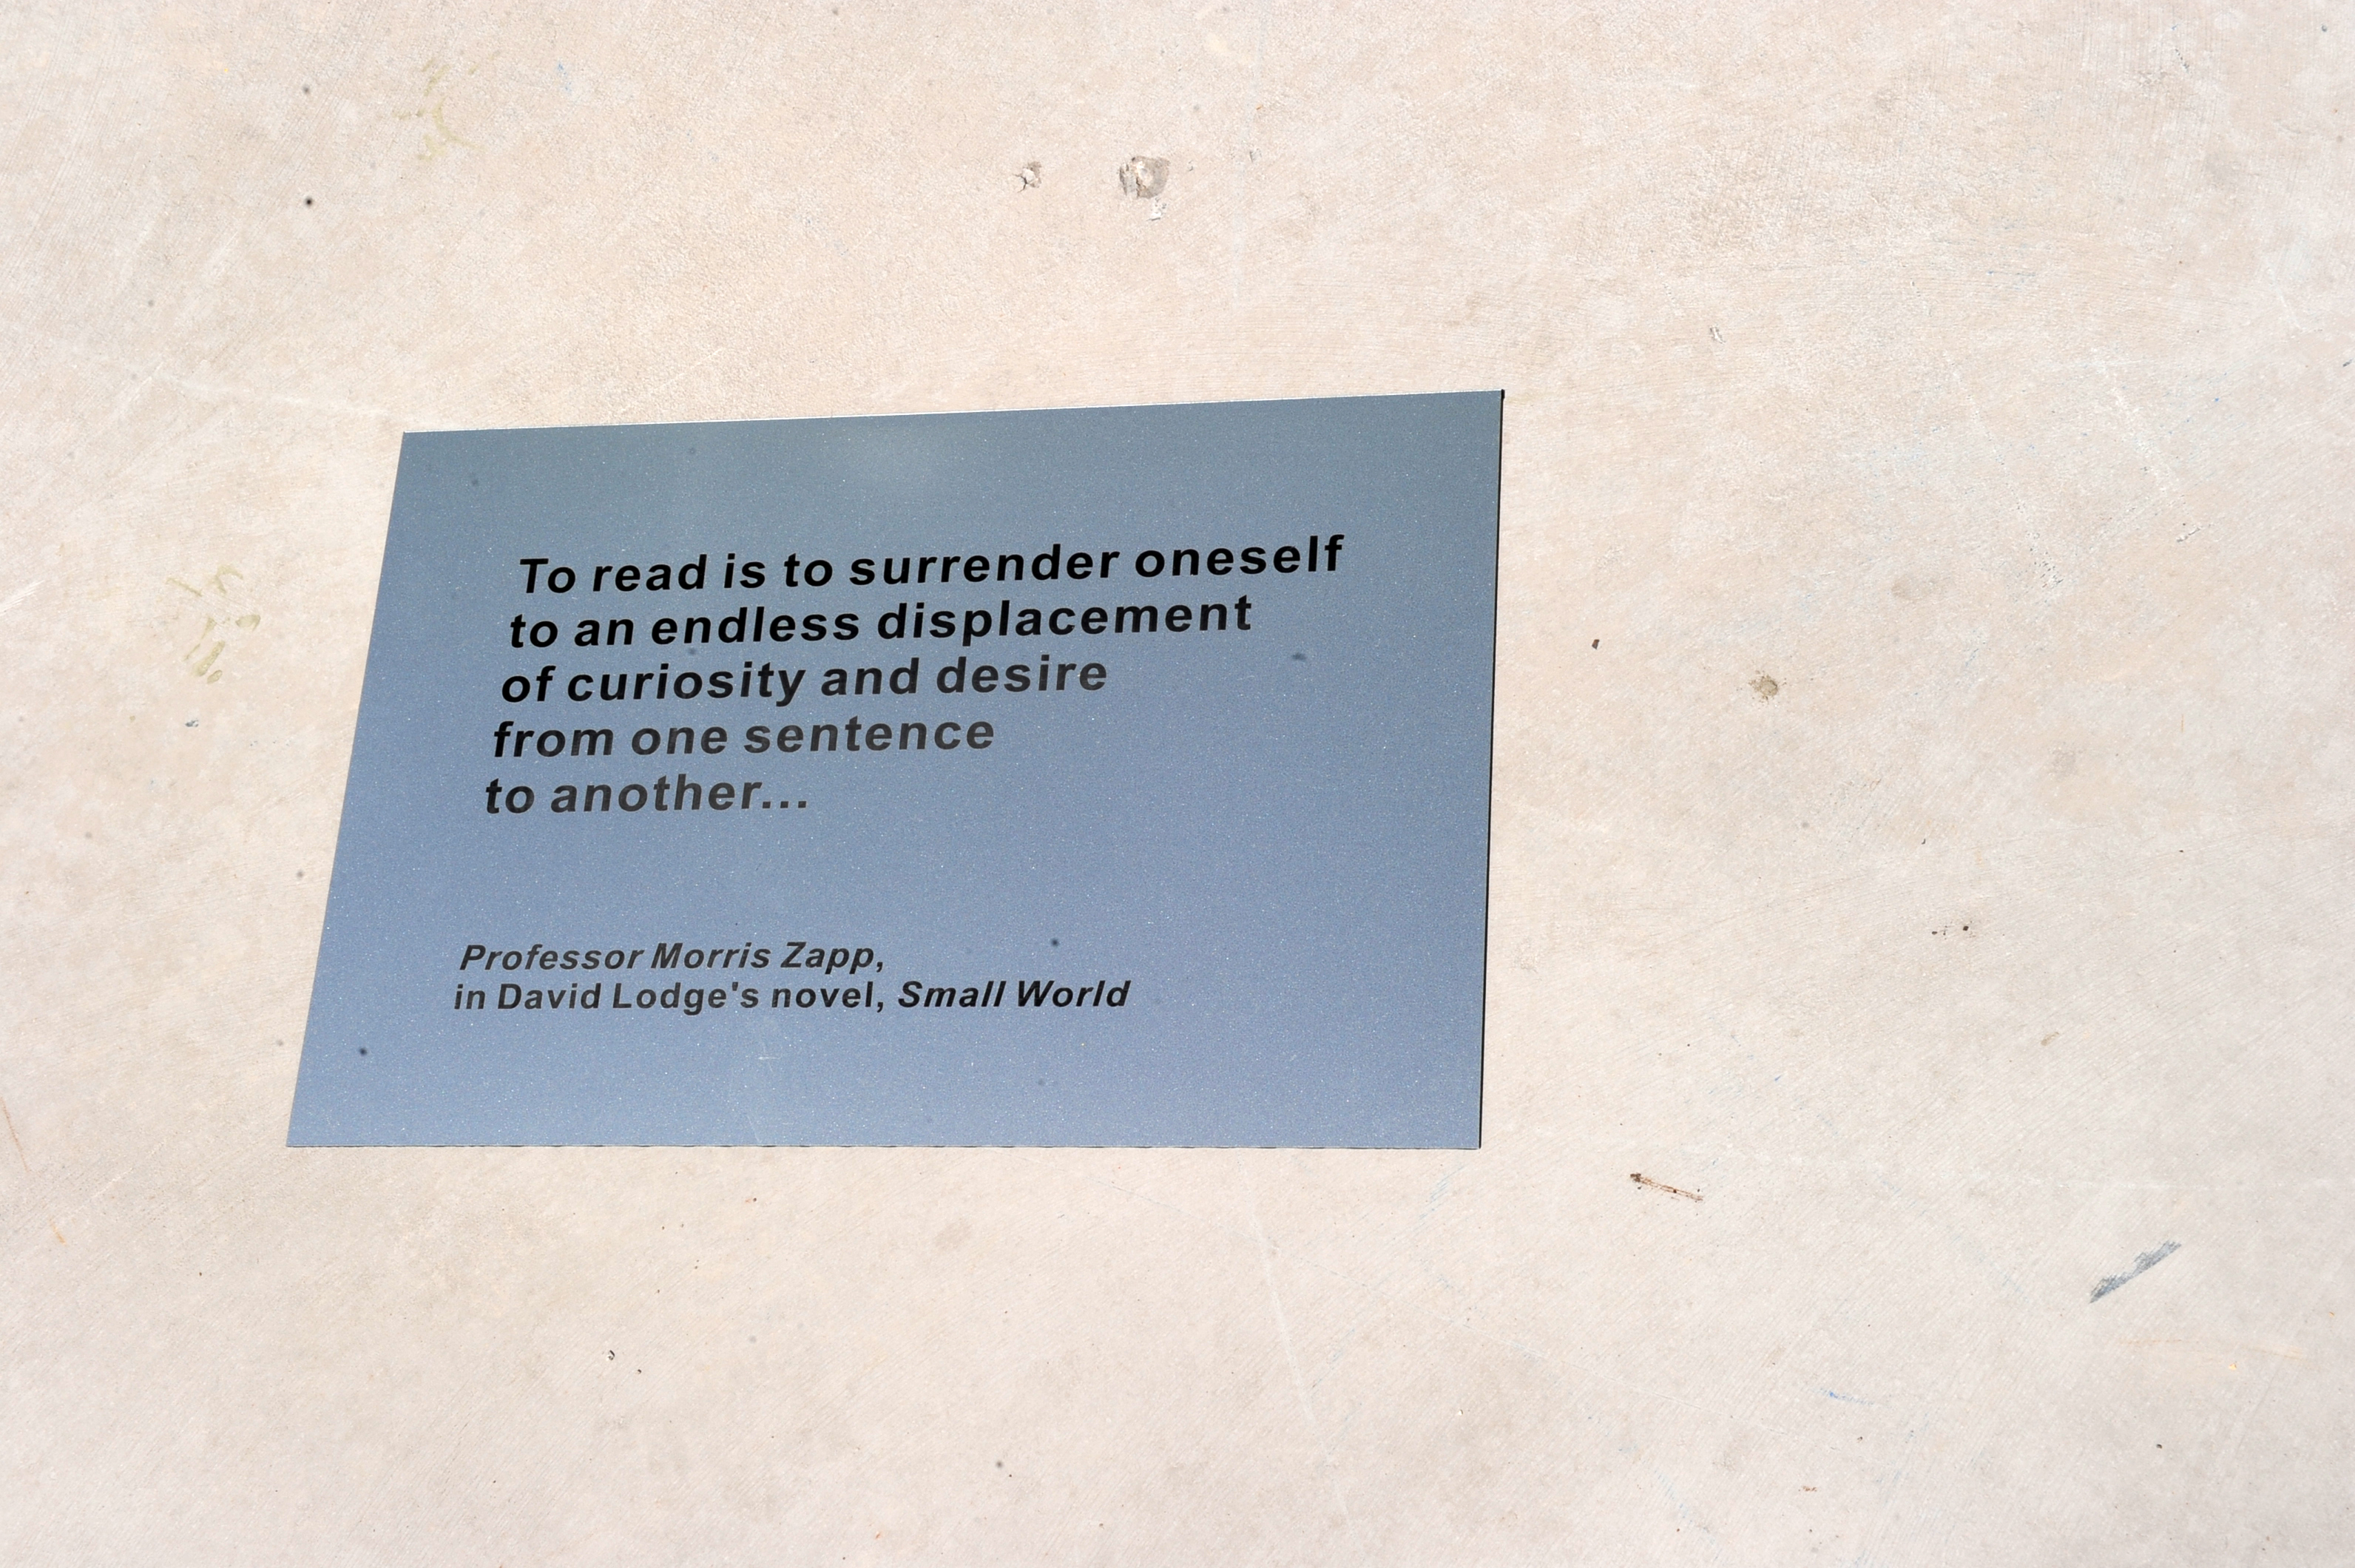 To read is to surrender oneself
to an endless displacement
of curiosity and desire
from one sentence
to another...
Professor Morris Zapp,
in David Lodge's novel, Small World